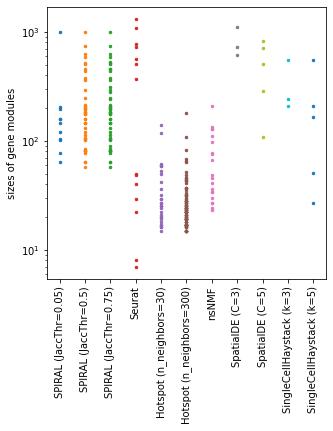 10³
10²
10¹
sizes of gene modules
SPIRAL (JaccThr=0.05)
SPIRAL (JaccThr=0.5)
SPIRAL (JaccThr=0.75)
Seurat
Hotspot (n_neighbors=30)
Hotspot (n_neighbors=300)
nsNMF
SpatialDE (C=3)
SpatialDE (C=5)
SingleCellHaystack (k=3)
SingleCellHaystack (k=5)